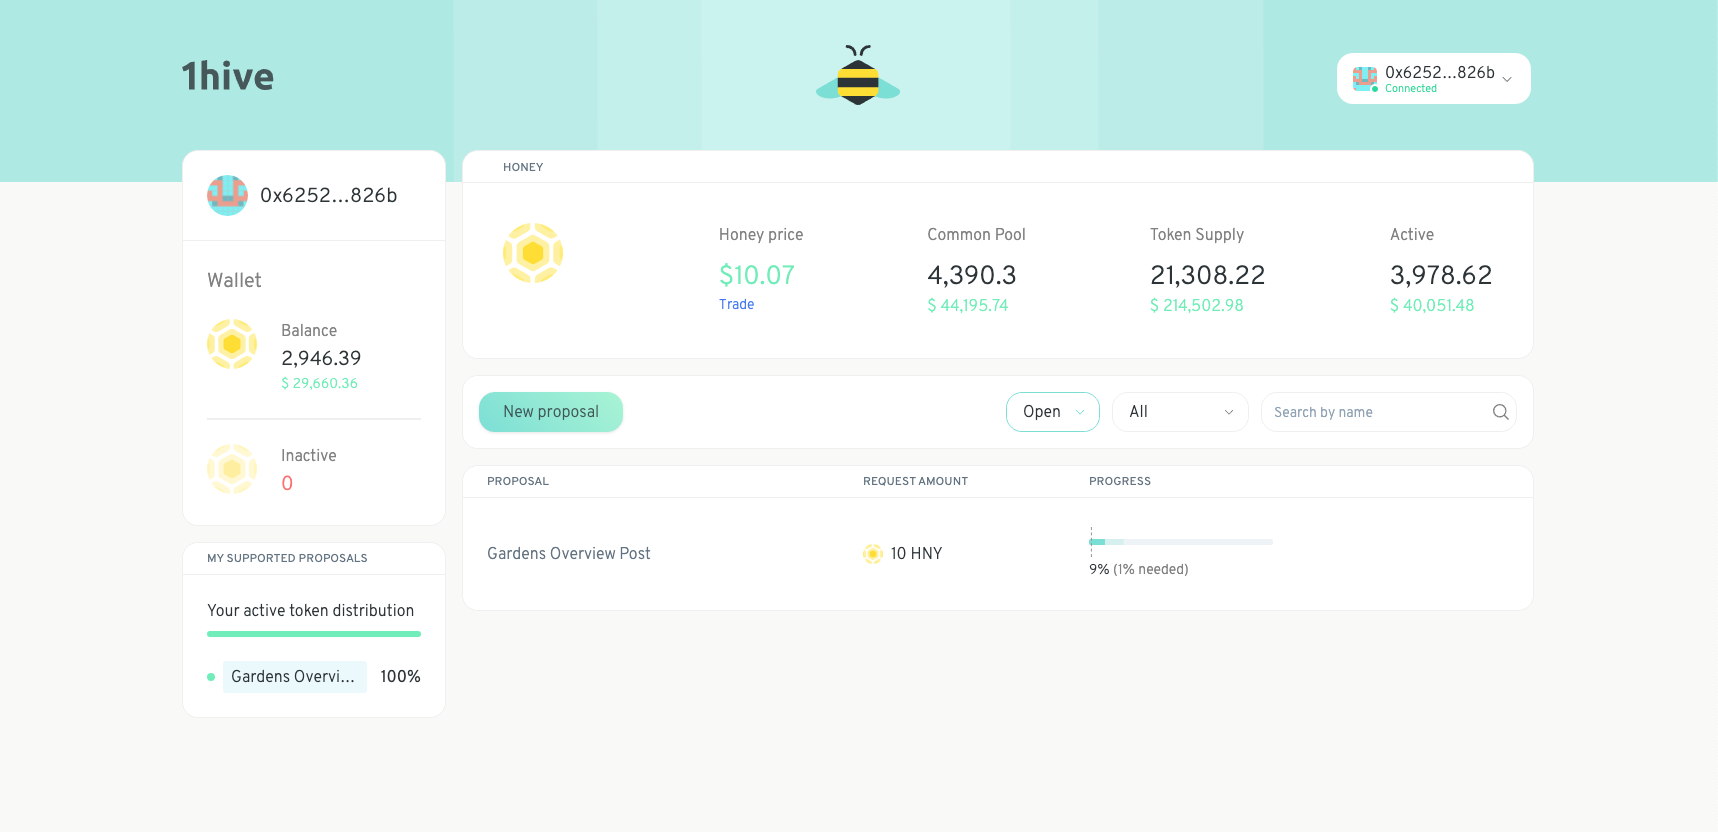 1hive
0x6252...826b
Connected
0x6252...826b
Wallet
Balance
2,946.39
$ 29,660.36
Inactive
0
MY SUPPORTED PROPOSALS
Your active token distribution
Gardens Overvi... 100%
HONEY
Honey price
$10.07
Trade
Common Pool
4,390.3
$ 44,195.74
Token Supply
21,308.22
$ 214,502.98
Active
3,978.62
$ 40,051.48
New proposal
Open
All
Search by name
PROPOSAL REQUEST AMOUNT PROGRESS
Gardens Overview Post
10 HNY
9% (1% needed)